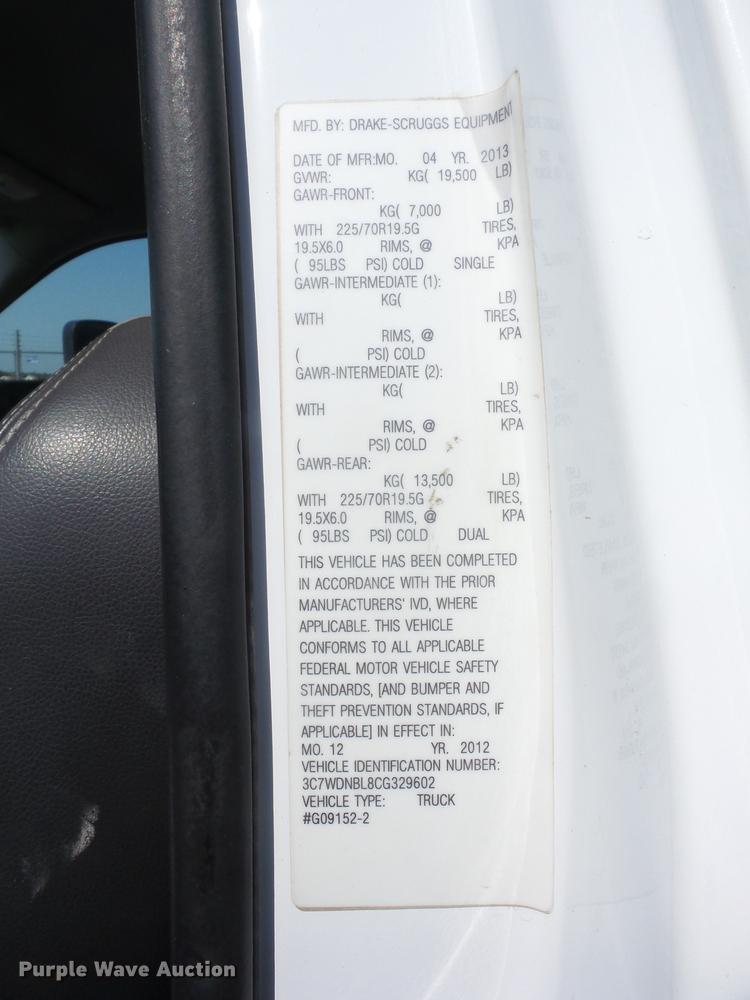 MFD. BY: DRAKE-SCRUGGS EQUIPMENT
DATE OF MFR:MO. 04 YR. 2013
GVWR: KG( 19,500 LB)
GAWR-FRONT:
KG( 7,000 LB)
WITH 225/70R19.5G TIRES,
19.5X6.0 RIMS, @ KPA
( 95LBS PSI) COLD SINGLE
GAWR-INTERMEDIATE (1):
KG( LB)
WITH TIRES,
RIMS, @ KPA
( PSI) COLD
GAWR-INTERMEDIATE (2):
KG( LB)
WITH TIRES,
RIMS, @ KPA
( PSI) COLD
GAWR-REAR:
KG( 13,500 LB)
WITH 225/70R19.5G TIRES,
19.5X6.0 RIMS, @ KPA
( 95LBS PSI) COLD DUAL
THIS VEHICLE HAS BEEN COMPLETED
IN ACCORDANCE WITH THE PRIOR
MANUFACTURERS' IVD, WHERE
APPLICABLE. THIS VEHICLE
CONFORMS TO ALL APPLICABLE
FEDERAL MOTOR VEHICLE SAFETY
STANDARDS, [AND BUMPER AND
THEFT PREVENTION STANDARDS, IF
APPLICABLE] IN EFFECT IN:
MO. 12 YR. 2012
VEHICLE IDENTIFICATION NUMBER:
3C7WDNBL8CG329602
VEHICLE TYPE: TRUCK
#G09152-2
Purple Wave Auction